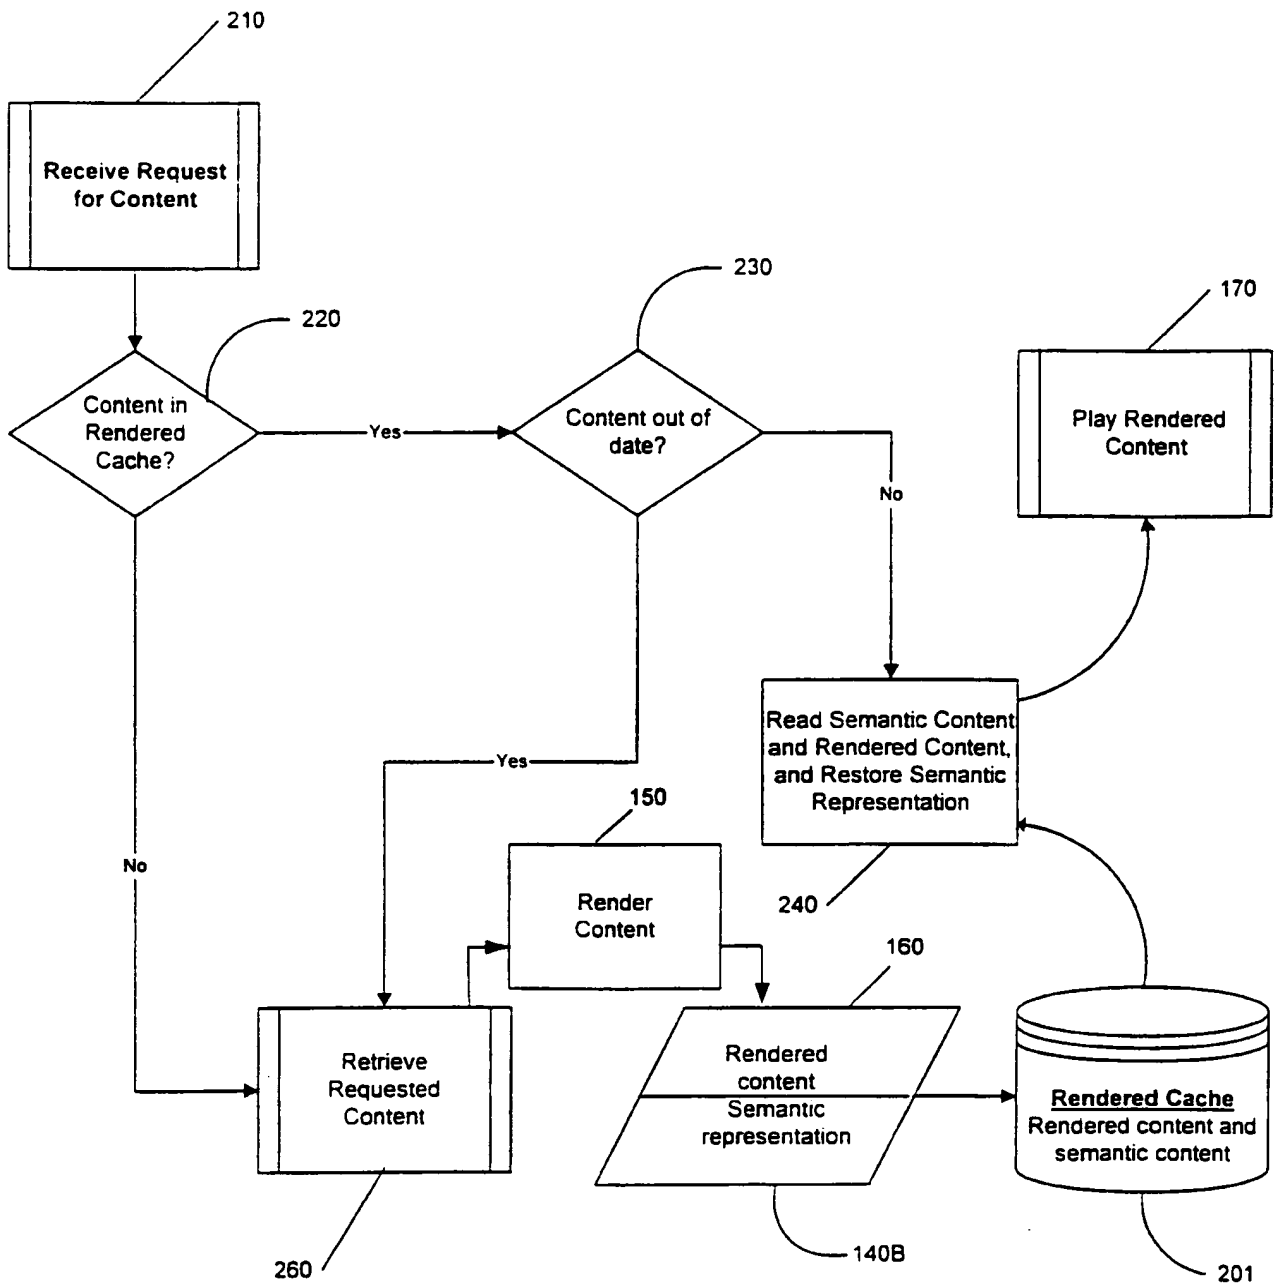 210
Receive Request
for Content
220
Content in
Rendered
Cache?
Yes
230
Content out of
date?
No
170
Play Rendered
Content
Read Semantic Content
and Rendered Content,
and Restore Semantic
Representation
240
Yes
No
150
Render
Content
Retrieve
Requested
Content
260
160
Rendered
content
Semantic
representation
140B
Rendered Cache
Rendered content and
semantic content
201